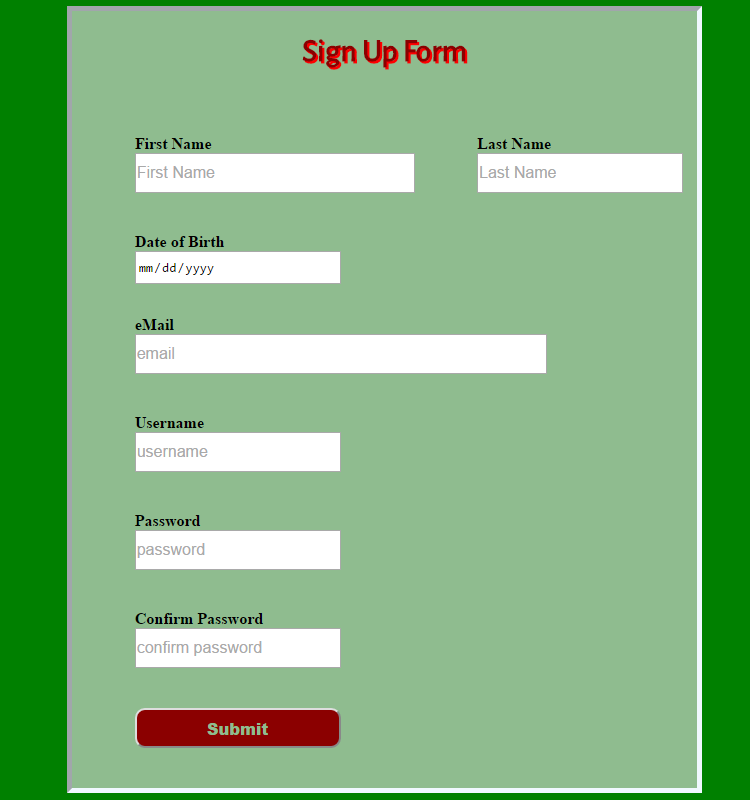 Sign Up Form
First Name Last Name
First Name Last Name
Date of Birth
mm/dd/yyyy
eMail
email
Username
username
Password
password
Confirm Password
confirm password
Submit